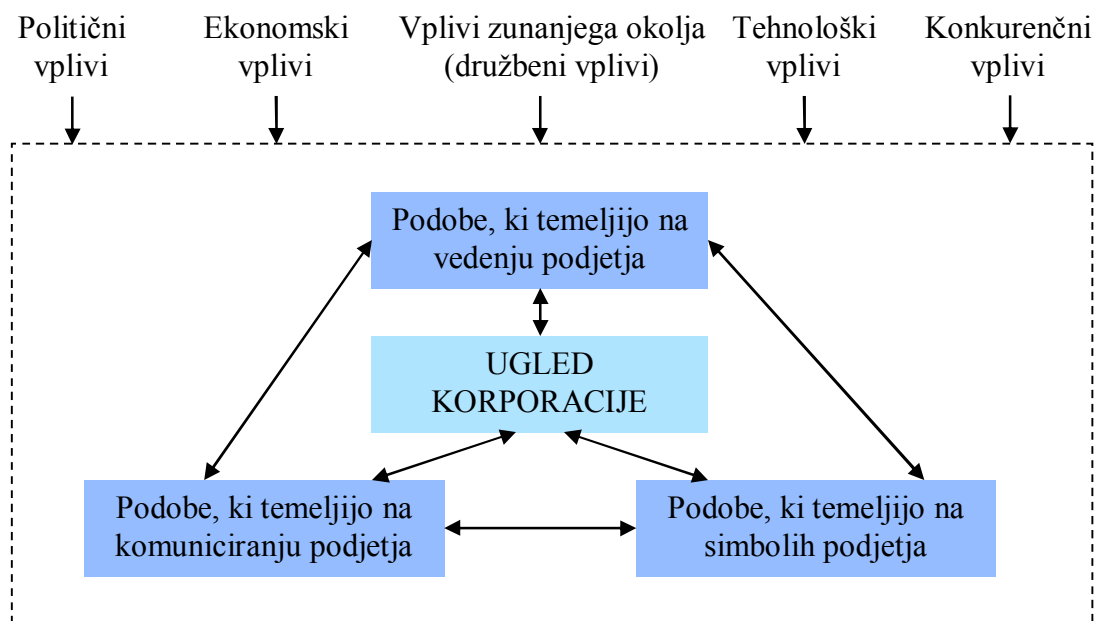 Politični
vplivi
Ekonomski
vplivi
Vplivi zunanjega okolja
(družbeni vplivi)
Tehnološki
vplivi
Konkurenčni
vplivi
Podobe, ki temeljijo na
vedenju podjetja
UGLED
KORPORACIJE
Podobe, ki temeljijo na
komuniciranju podjetja
Podobe, ki temeljijo na
simbolih podjetja